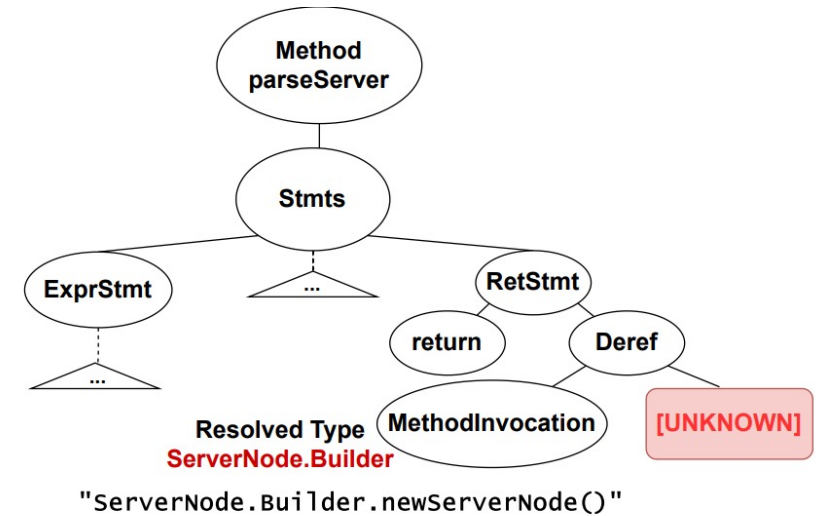 Method
parseServer
Stmts
ExprStmt
...
RetStmt
return
Deref
...
Resolved Type
ServerNode.Builder
MethodInvocation
[UNKNOWN]
"ServerNode.Builder.newServerNode()"